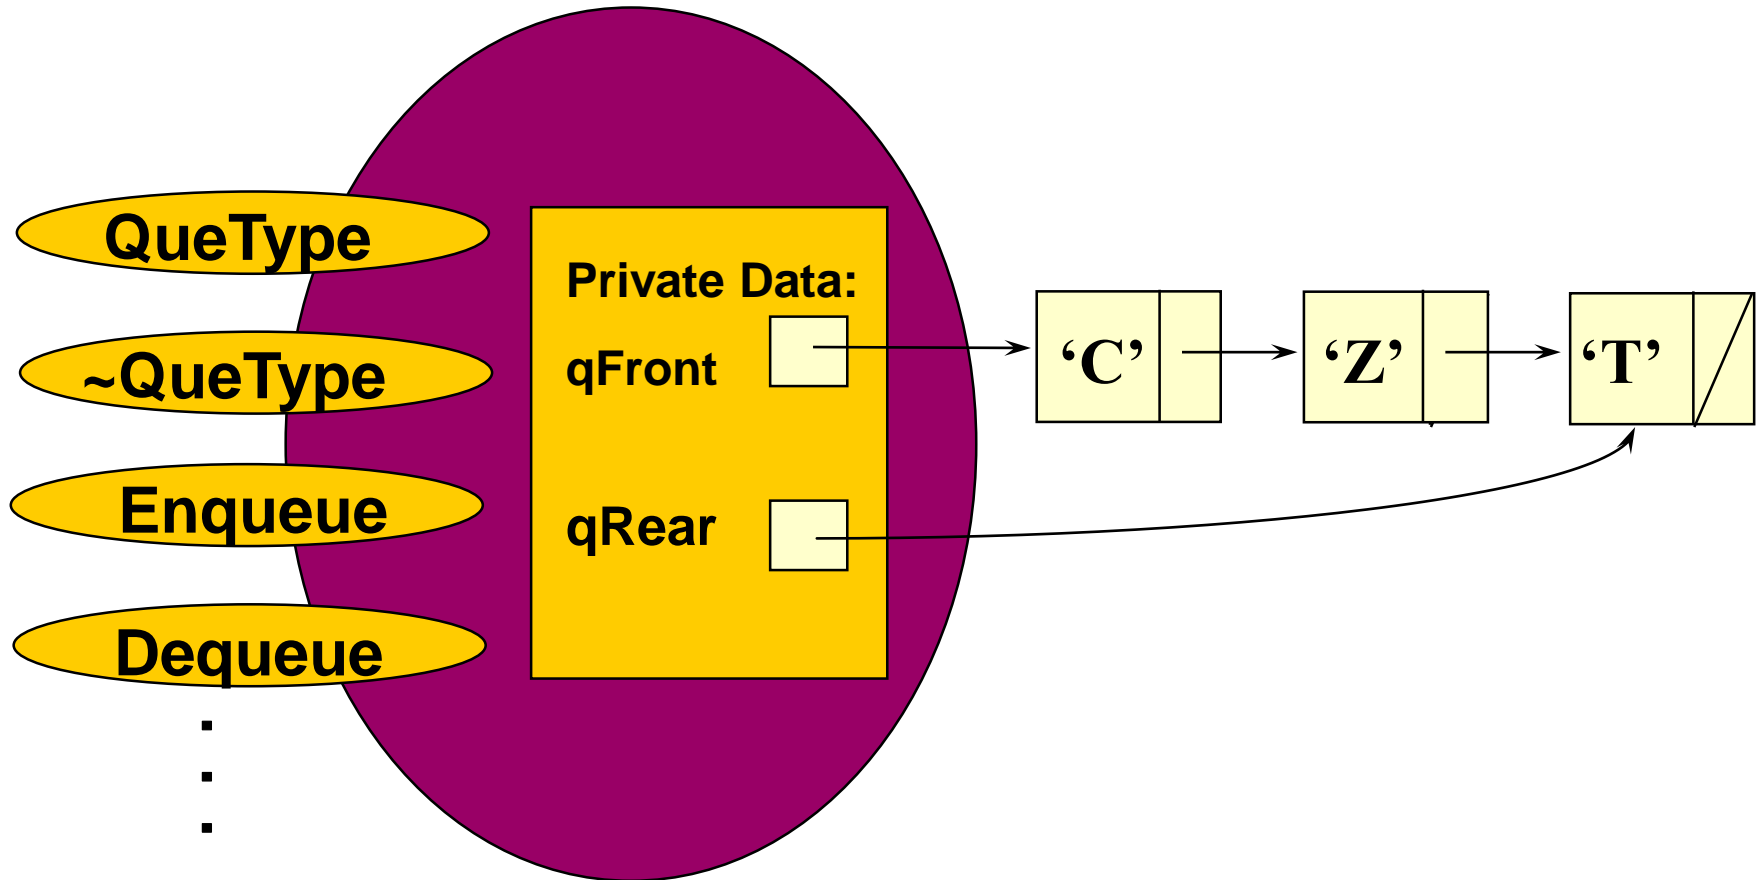 QueType
~QueType
Enqueue
Dequeue
.
.
.
Private Data:
qFront
qRear
‘C’
‘Z’
‘T’